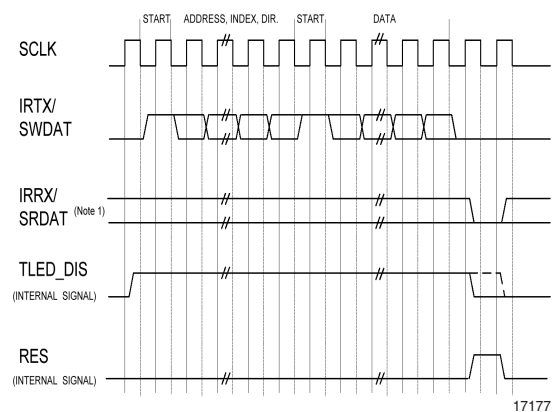 START ADDRESS, INDEX, DIR. START DATA
SCLK
IRTX/
SWDAT
IRRX/
SRDAT (Note 1)
TLED_DIS
(INTERNAL SIGNAL)
RES
(INTERNAL SIGNAL)
17177